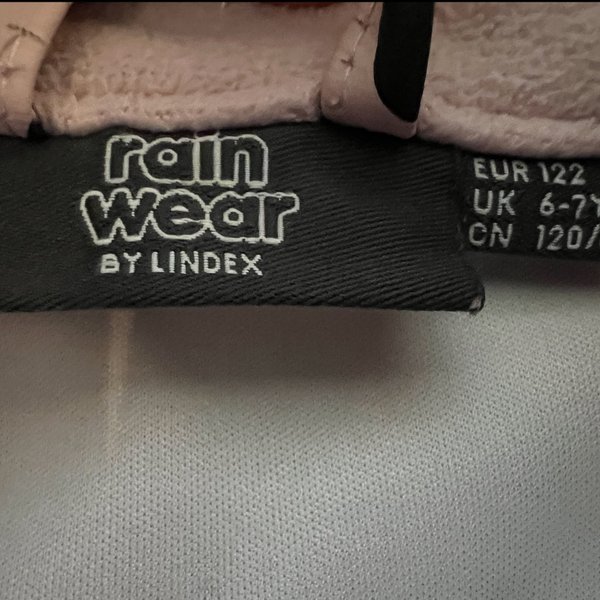 rain
wear
BY LINDEX
EUR 122
UK 6-7Y
CN 120/